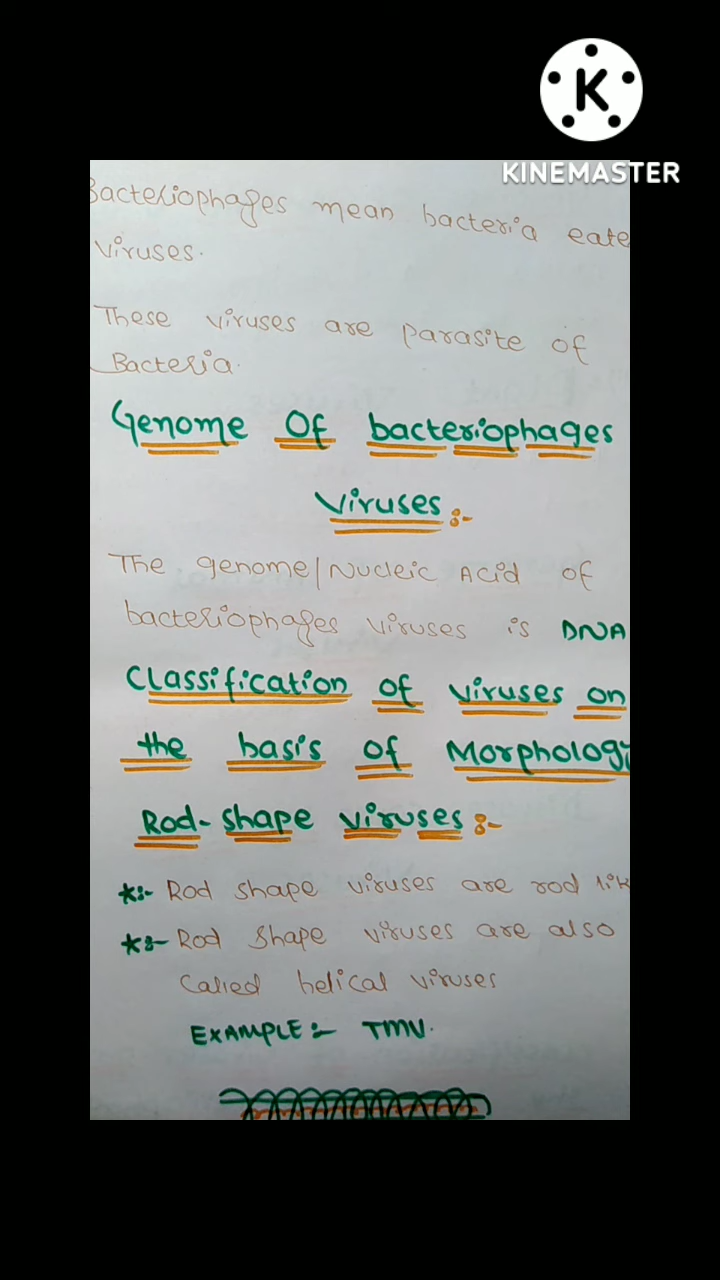 K
KINEMASTER
Bacteriophages mean bacteria eate
viruses.
These viruses are parasite of
Bacteria.
Genome Of bacteriophages
Viruses:-
The genome/Nucleic Acid of
bacteriophages viruses is DNA
Classification of viruses on
the basis of Morphology
Rod-shape viruses:-
*:- Rod shape viruses are rod lik
*:- Rod shape viruses are also
called helical viruses
EXAMPLE:- TMV.